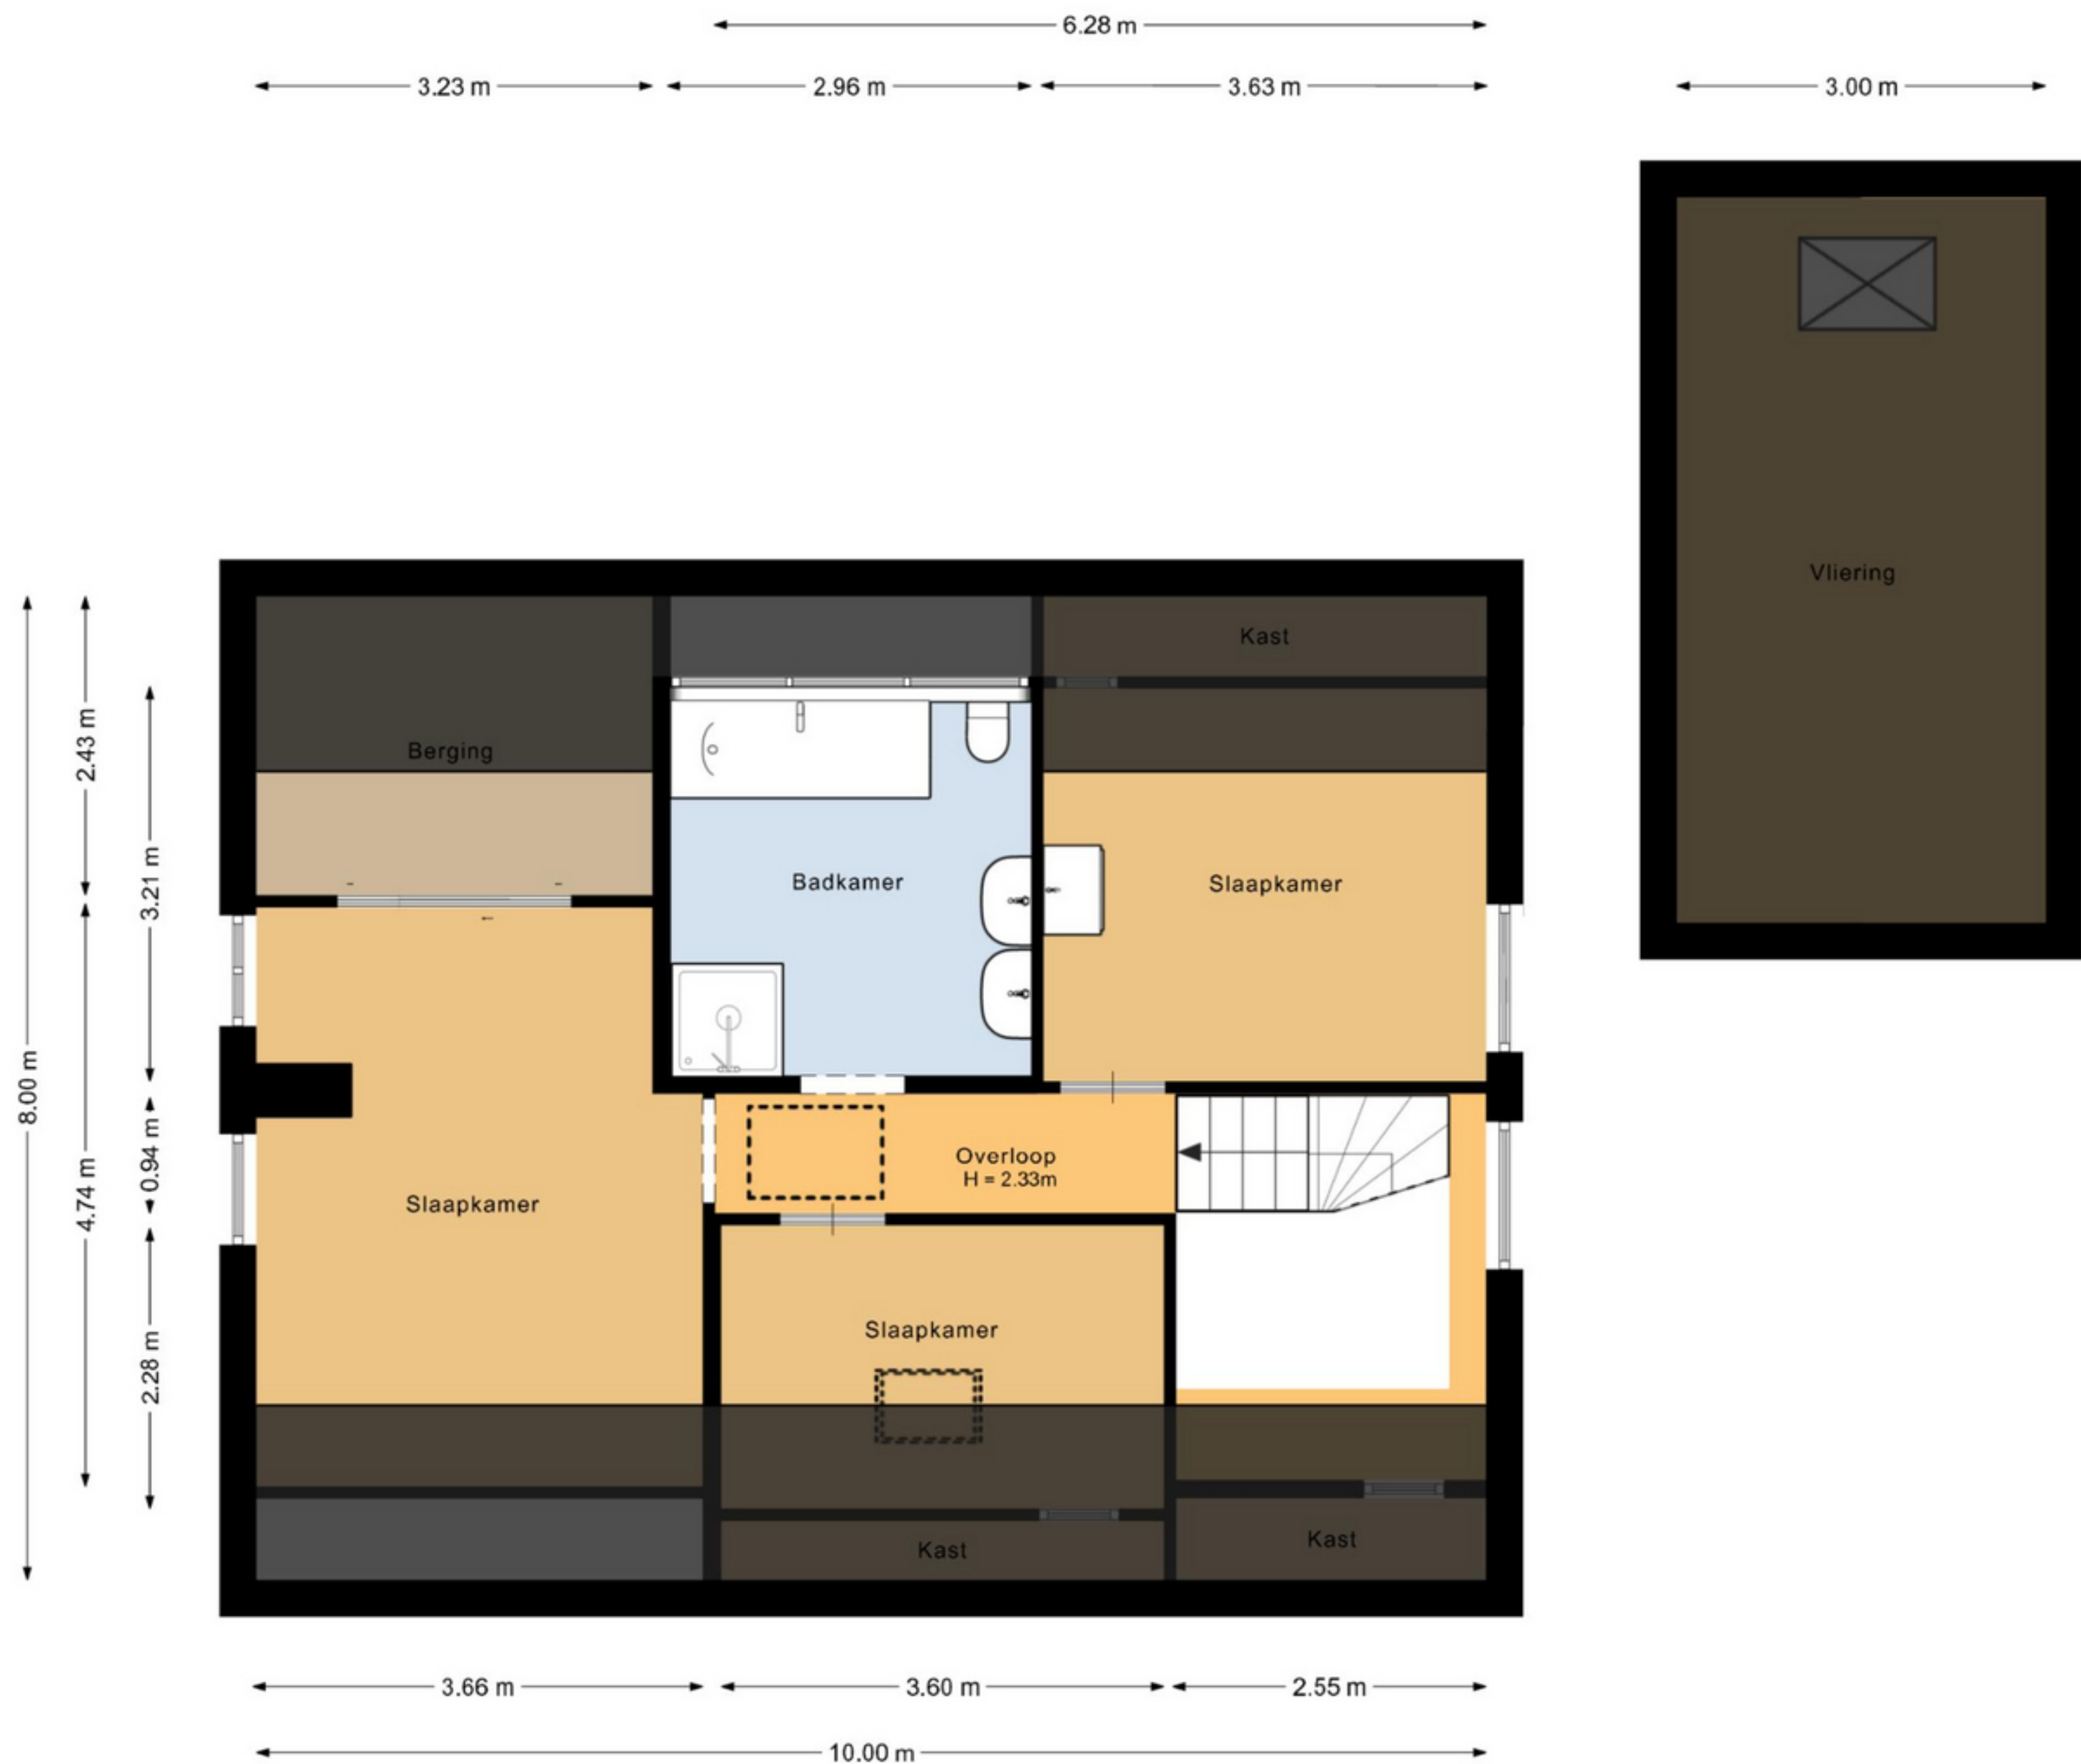 6.28 m
3.23 m
2.96 m
3.63 m
3.00 m
Vliering
Kast
Berging
Badkamer
Slaapkamer
2.43 m
3.21 m
8.00 m
4.74 m
0.94 m
2.28 m
Overloop
H = 2.33m
Slaapkamer
Slaapkamer
Kast
Kast
3.66 m
3.60 m
2.55 m
10.00 m